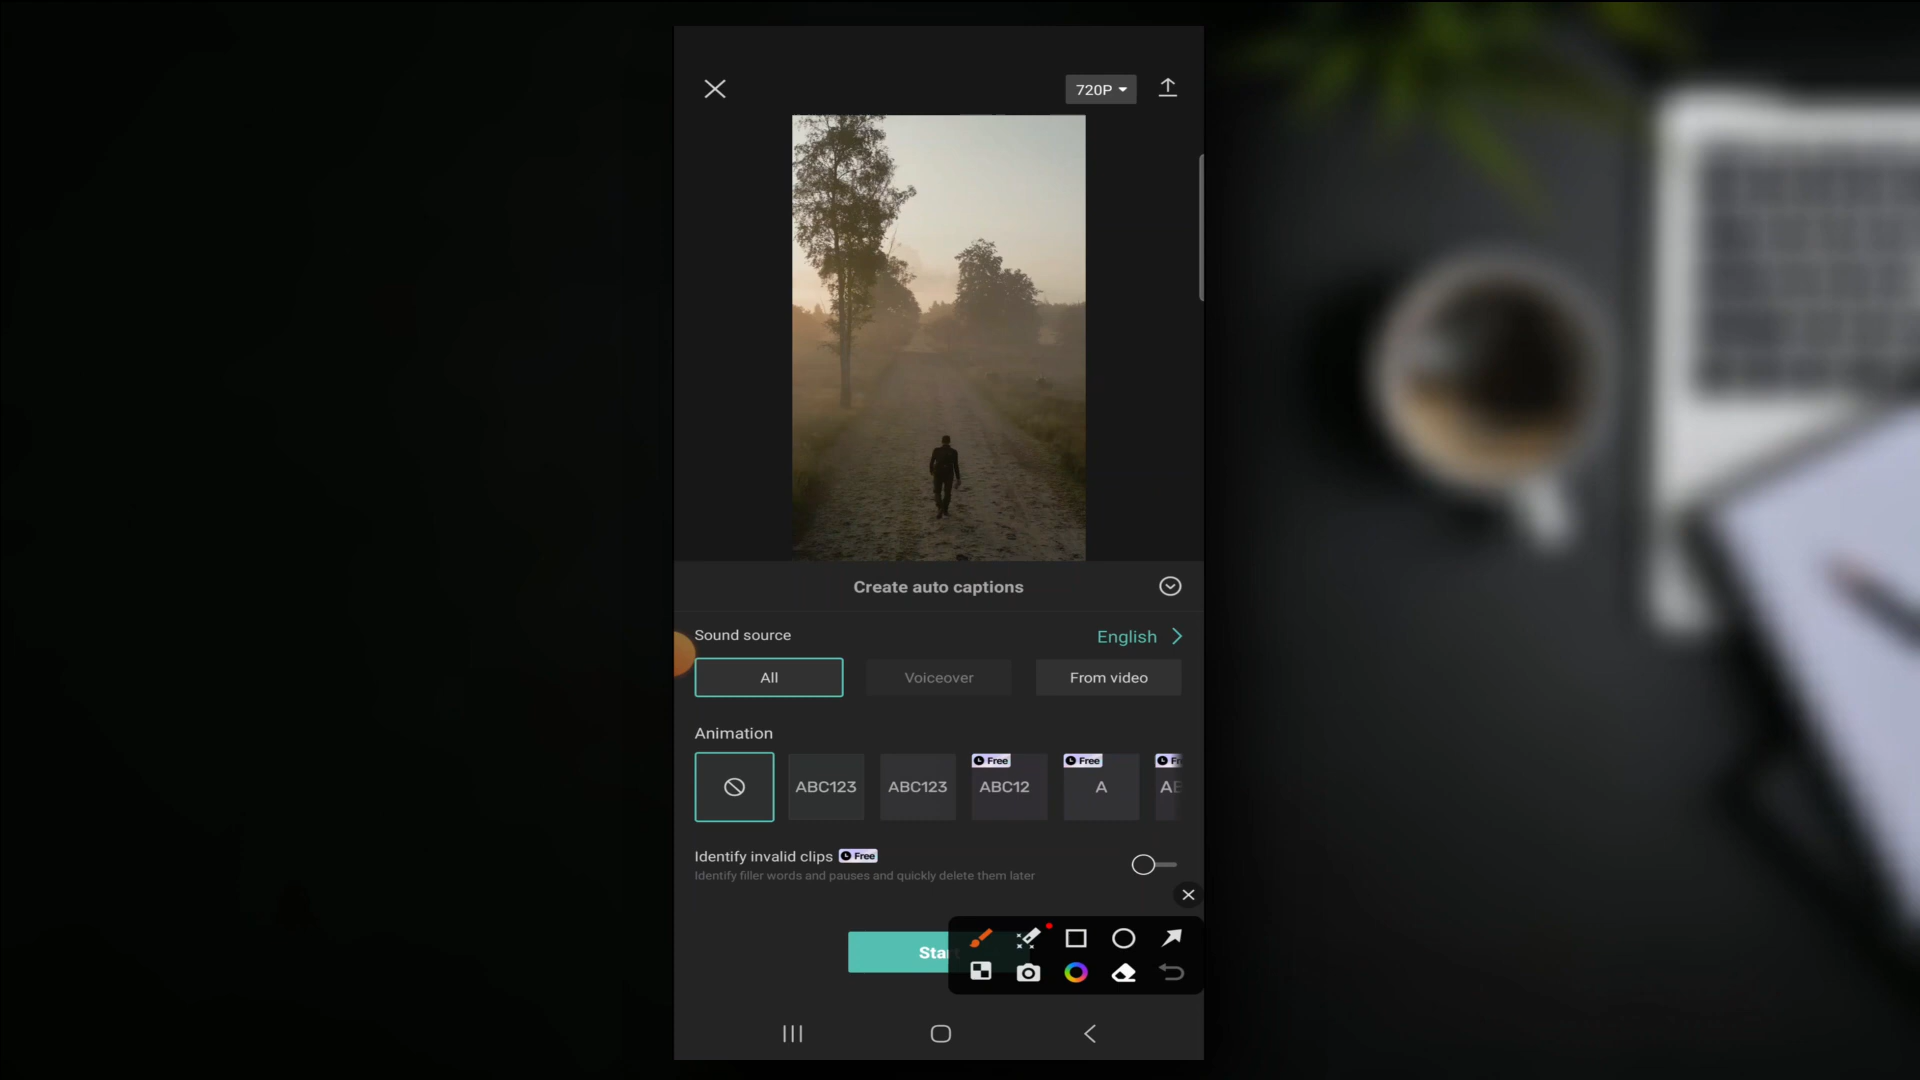 720P
Create auto captions
Sound source
English
All
Voiceover
From video
Animation
ABC123
ABC123
Free
ABC12
Free
A
Identify invalid clips
Free
Identify filler words and pauses and quickly delete them later